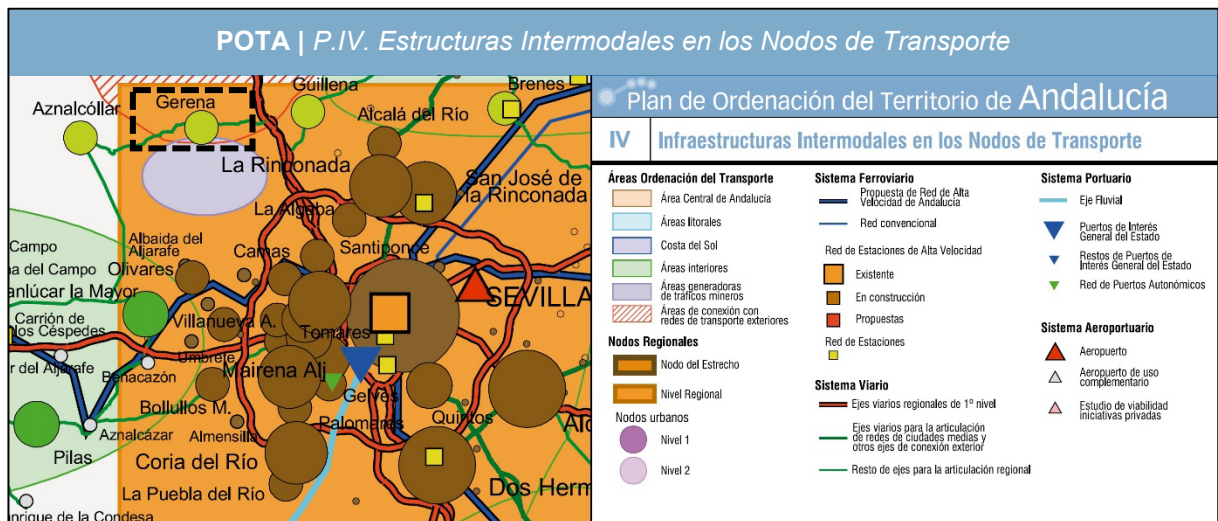 POTA | P.IV. Estructuras Intermodales en los Nodos de Transporte
Aznalcóllar
Gerena
Guillena
Brenes
Alcalá del Río
La Rinconada
San José de
la Rinconada
La Algaba
Campo
Albaida del
Aljarafe
Camas
Santiponce
na del Campo
Olivares
SEVILLA
anlúcar la Mayor
Carrión de
los Céspedes
Villanueva A.
Tomares
Umbrete
r del Aljarafe
Benacazón
Mairena Alj
Gelves
Bollullos M.
Palomares
Quintos
Aznalcázar
Almensilla
Pilas
Coria del Río
La Puebla del Río
Dos Herm
nrique de la Condesa
Plan de Ordenación del Territorio de Andalucía
IV
Infraestructuras Intermodales en los Nodos de Transporte
Áreas Ordenación del Transporte
Área Central de Andalucía
Áreas litorales
Costa del Sol
Áreas interiores
Áreas generadoras
de tráficos mineros
Áreas de conexión con
redes de transporte exteriores
Nodos Regionales
Nodo del Estrecho
Nivel Regional
Nodos urbanos
Nivel 1
Nivel 2
Sistema Ferroviario
Propuesta de Red de Alta
Velocidad de Andalucía
Red convencional
Red de Estaciones de Alta Velocidad
Existente
En construcción
Propuestas
Red de Estaciones
Sistema Viario
Ejes viarios regionales de 1º nivel
Ejes viarios para la articulación
de redes de ciudades medias y
otros ejes de conexión exterior
Resto de ejes para la articulación regional
Sistema Portuario
Eje Fluvial
Puertos de Interés
General del Estado
Restos de Puertos de
Interés General del Estado
Red de Puertos Autonómicos
Sistema Aeroportuario
Aeropuerto
Aeropuerto de uso
complementario
Estudio de viabilidad
iniciativas privadas